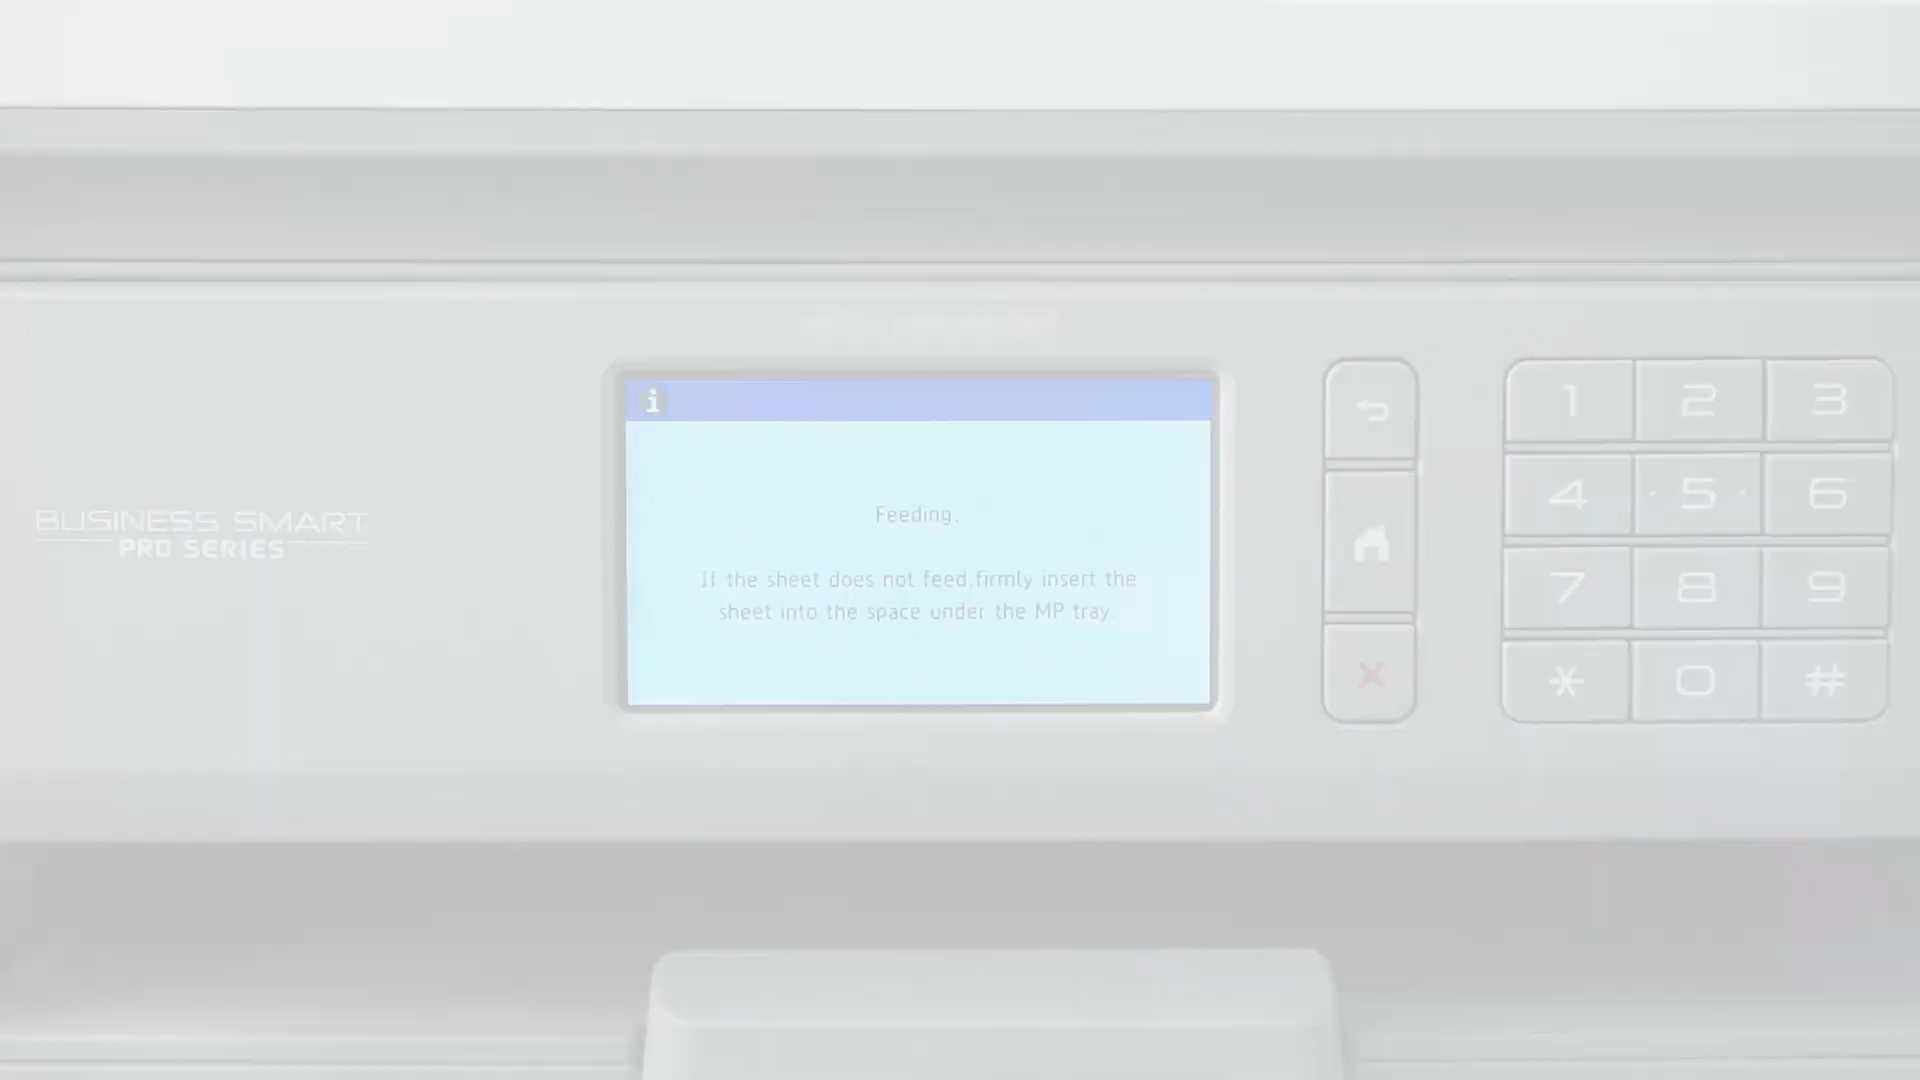 i
Feeding.
If the sheet does not feed,firmly insert the
sheet into the space under the MP tray.
BUSINESS SMART
PRO SERIES
1 2 3
4 5 6
7 8 9
* 0 #